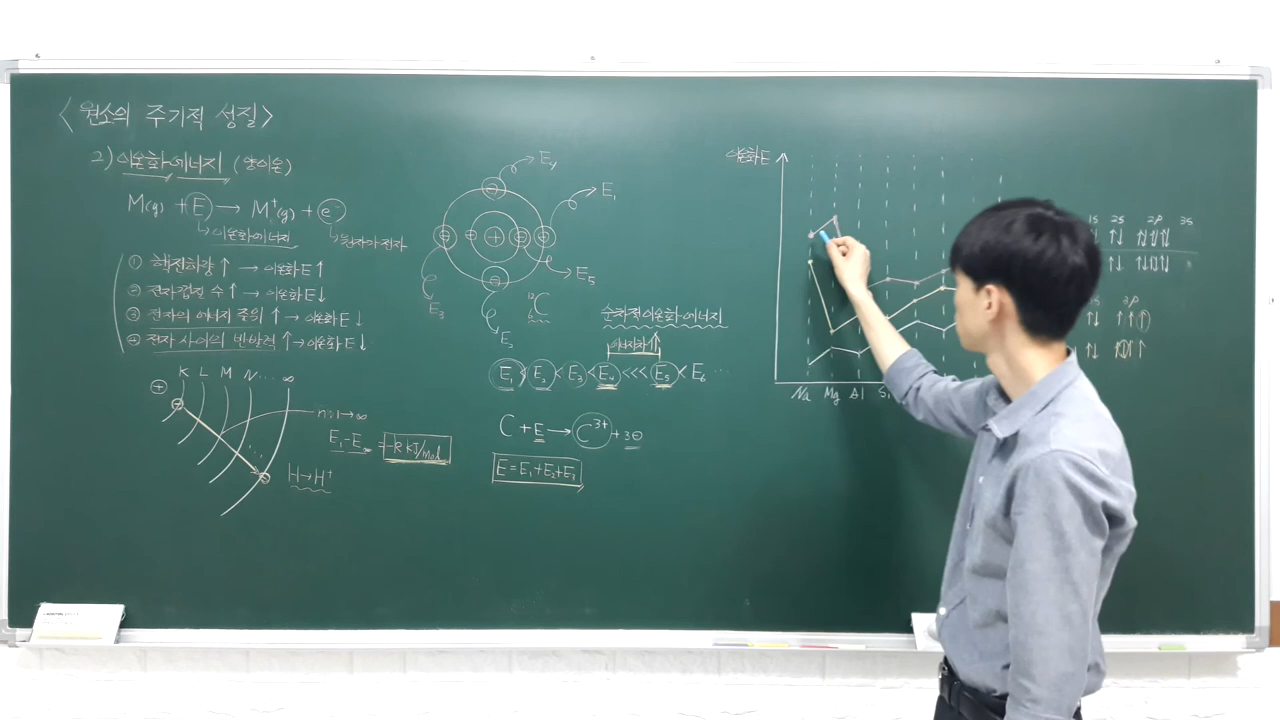 <원소의 주기적 성질>
2) 이온화에너지 (양이온)
M(g) + E → M⁺(g) + e⁻
↳ 이온화에너지
↳ 원자가 전자
① 핵전하량 ↑ → 이온화E ↑
② 전자껍질 수 ↑ → 이온화E ↓
③ 전자의 에너지 준위 ↑ → 이온화E ↓
④ 전자 사이의 반발력 ↑ → 이온화E ↓
K L M N ... ∞
⊕
n:1→∞
E₁-E∞ = -R kJ/mol
H→H⁺
E₄
E₁
E₅
E₃
E₂
¹²₆C
순차적이온화에너지
E₁ < E₂ < E₃ < E₄ <<< E₅ < E₆ ...
C + E → C³⁺ + 3⊖
E = E₁+E₂+E₃
이온화E
Na Mg Al
1s 2s 2p 3s
↑↓ ↑↓ ↑↓↑↓↑↓
3p